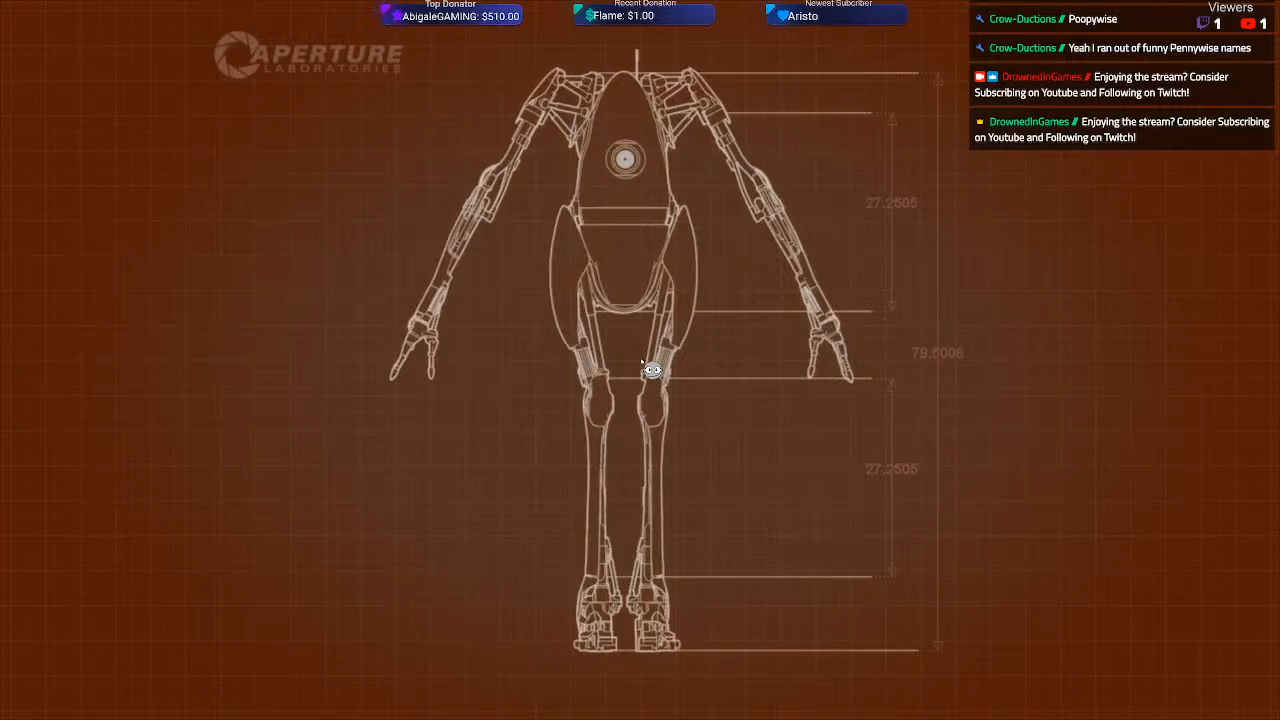 Top Donator
AbigaleGAMING: $510.00
Recent Donation
$Flame: $1.00
Newest Subcriber
Aristo
Viewers
1
1
Crow-Ductions // Poopywise
Crow-Ductions // Yeah I ran out of funny Pennywise names
DrownedInGames // Enjoying the stream? Consider
Subscribing on Youtube and Following on Twitch!
DrownedInGames // Enjoying the stream? Consider Subscribing
on Youtube and Following on Twitch!
APERTURE
LABORATORIES
27.2505
79.5006
27.2505